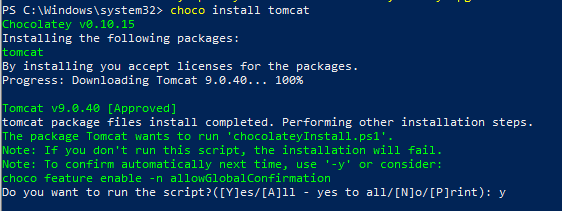 PS C:\Windows\system32> choco install tomcat
Chocolatey v0.10.15
Installing the following packages:
tomcat
By installing you accept licenses for the packages.
Progress: Downloading Tomcat 9.0.40... 100%
Tomcat v9.0.40 [Approved]
tomcat package files install completed. Performing other installation steps.
The package Tomcat wants to run 'chocolateyInstall.ps1'.
Note: If you don't run this script, the installation will fail.
Note: To confirm automatically next time, use '-y' or consider:
choco feature enable -n allowGlobalConfirmation
Do you want to run the script?([Y]es/[A]ll - yes to all/[N]o/[P]rint): y